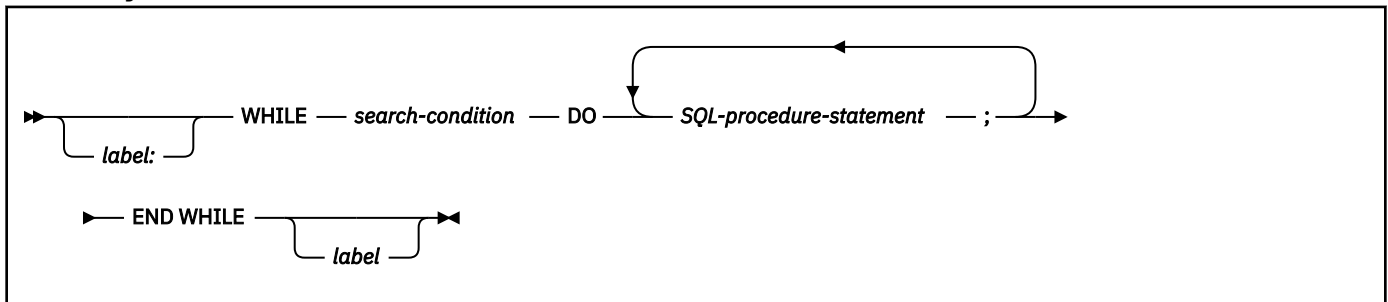 WHILE search-condition DO SQL-procedure-statement ;
label:
END WHILE
label